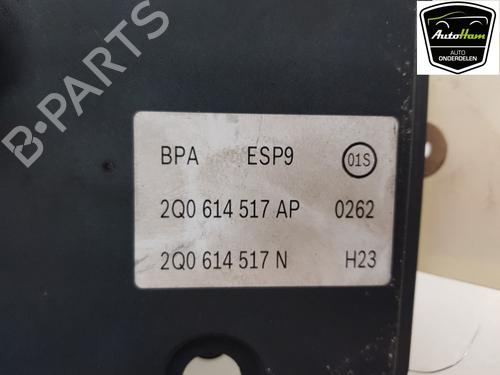 AutoHam
AUTO
ONDERDELEN
B-PARTS
BPA ESP9 01S
2Q0 614 517 AP 0262
2Q0 614 517 N H23